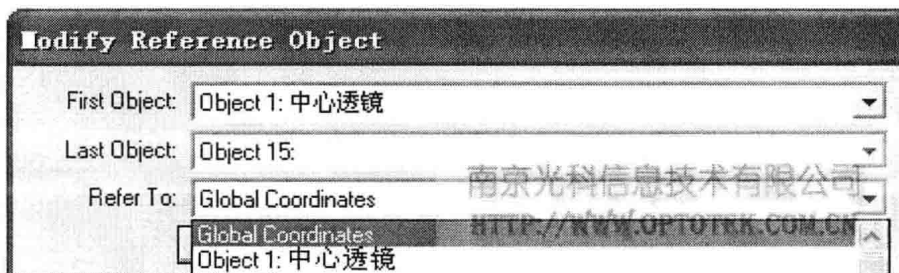 Modify Reference Object
First Object: Object 1: 中心透镜
Last Object: Object 15:
南京光科信息技术有限公司
Refer To: Global Coordinates
HTTP://WWW.OPTOTEK.COM.CN
Global Coordinates
Object 1: 中心透镜